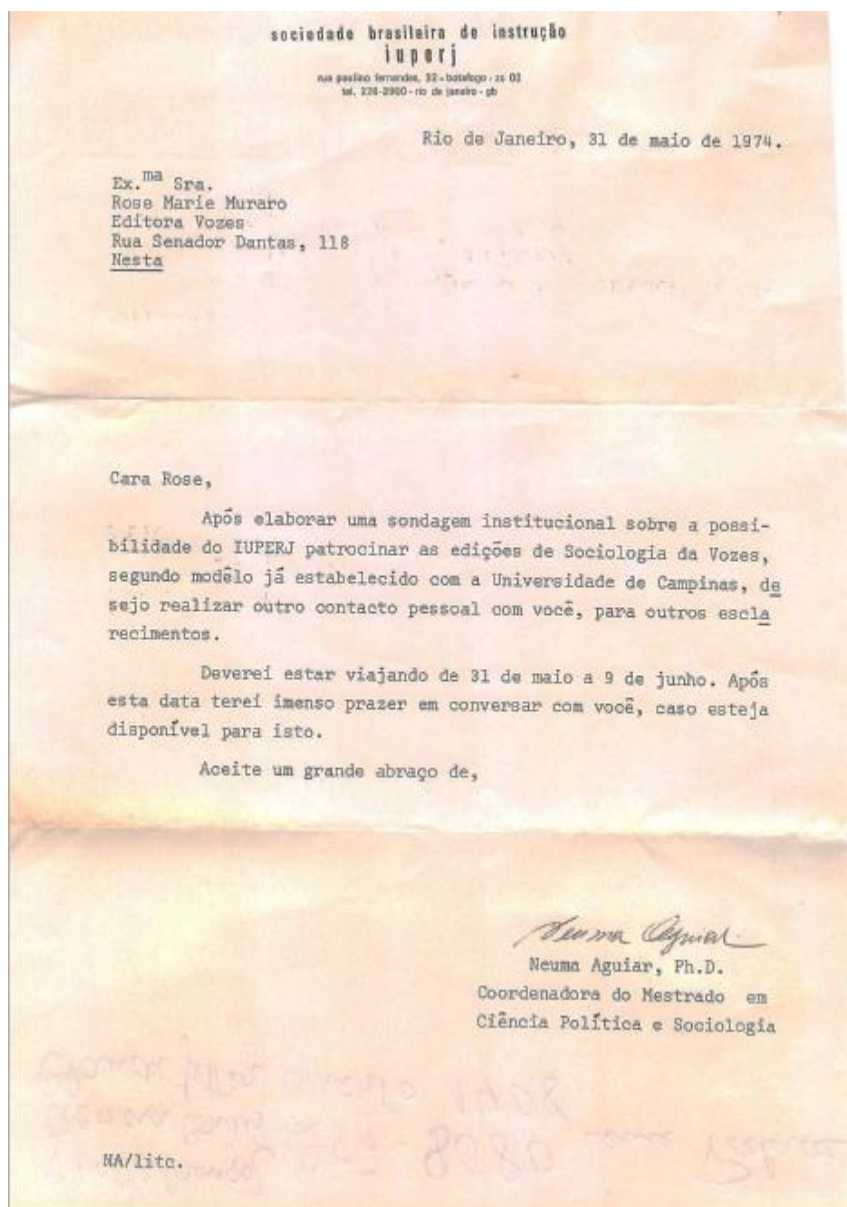 sociedade brasileira de instrução
iuperj
rua paulino fernandes, 32 - botafogo - zc 02
tel. 226-2900 - rio de janeiro - gb
Rio de Janeiro, 31 de maio de 1974.
Ex.ma Sra.
Rose Marie Muraro
Editora Vozes
Rua Senador Dantas, 118
Nesta
Cara Rose,
Após elaborar uma sondagem institucional sobre a possi-
bilidade do IUPERJ patrocinar as edições de Sociologia da Vozes,
segundo modêlo já estabelecido com a Universidade de Campinas, de
sejo realizar outro contacto pessoal com você, para outros escla
recimentos.
Deverei estar viajando de 31 de maio a 9 de junho. Após
esta data terei imenso prazer em conversar com você, caso esteja
disponível para isto.
Aceite um grande abraço de,
Neuma Aguiar
Neuma Aguiar, Ph.D.
Coordenadora do Mestrado em
Ciência Política e Sociologia
NA/litc.